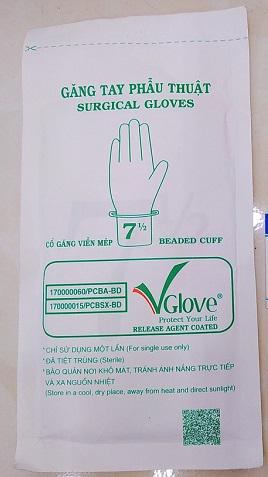 GĂNG TAY PHẪU THUẬT
SURGICAL GLOVES
7 1/2
CỔ GĂNG VIỀN MÉP
BEADED CUFF
170000060/PCBA-BD
170000015/PCBSX-BD
VGlove®
Protect Your Life
RELEASE AGENT COATED
*CHỈ SỬ DỤNG MỘT LẦN (For single use only)
*ĐÃ TIỆT TRÙNG (Sterile)
*BẢO QUẢN NƠI KHÔ MÁT, TRÁNH ÁNH NẮNG TRỰC TIẾP
VÀ XA NGUỒN NHIỆT
(Store in a cool, dry place, away from heat and direct sunlight)